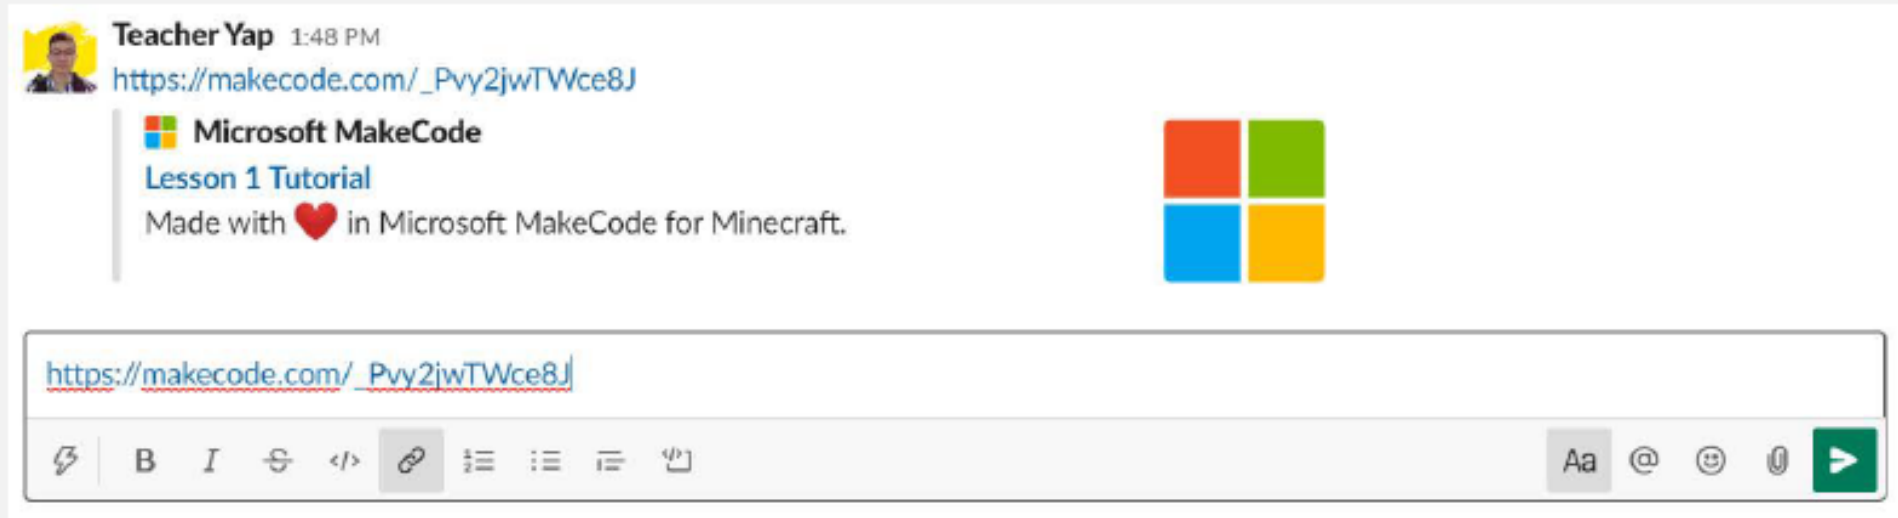 Teacher Yap 1:48 PM
https://makecode.com/_Pvy2jwTWce8J
Microsoft MakeCode
Lesson 1 Tutorial
Made with ❤️ in Microsoft MakeCode for Minecraft.
https://makecode.com/_Pvy2jwTWce8J
B I S </> Aa @